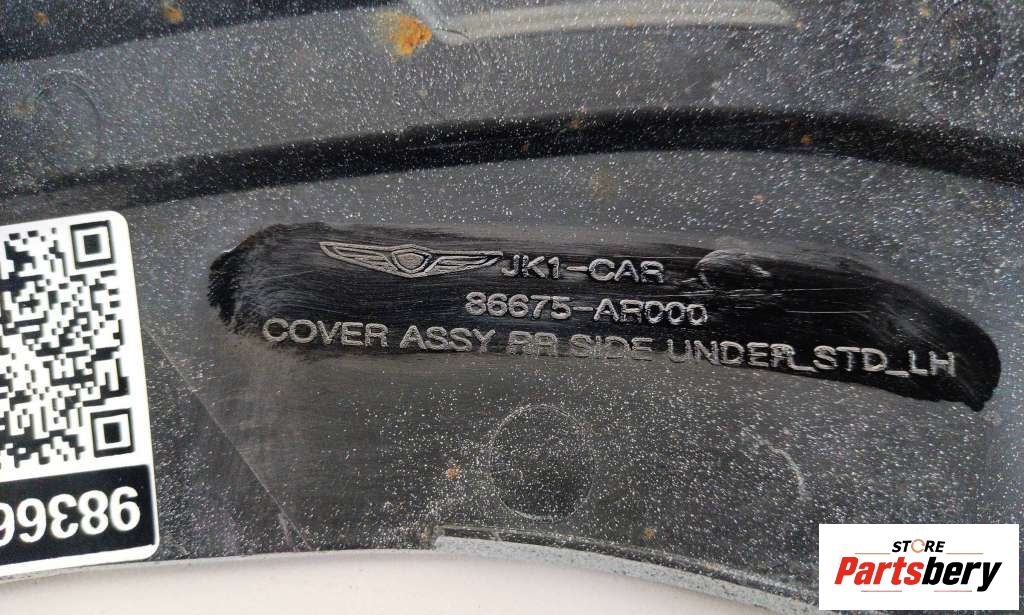 JK1-CAR
86675-AR000
COVER ASSY RR SIDE UNDER_STD_LH
STORE
Partsbery